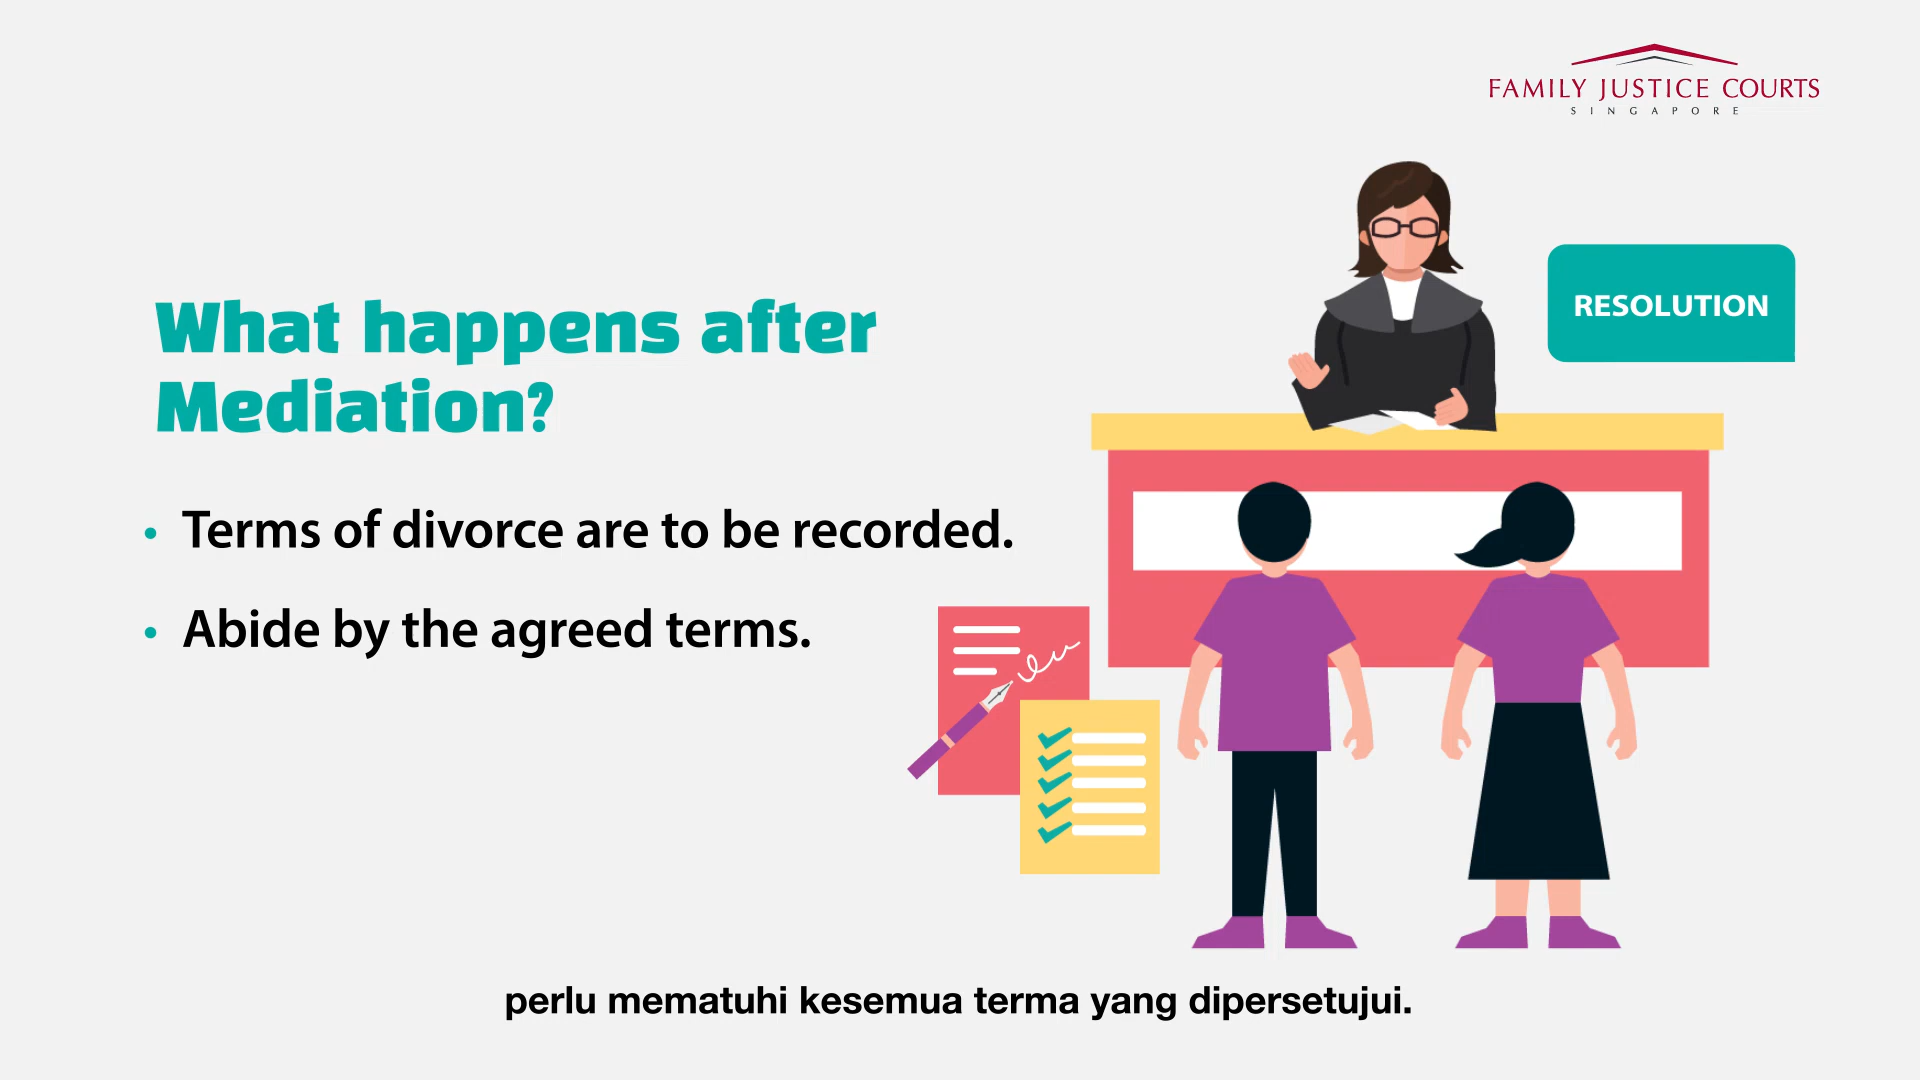 FAMILY JUSTICE COURTS
SINGAPORE
RESOLUTION
What happens after
Mediation?
• Terms of divorce are to be recorded.
• Abide by the agreed terms.
perlu mematuhi kesemua terma yang dipersetujui.